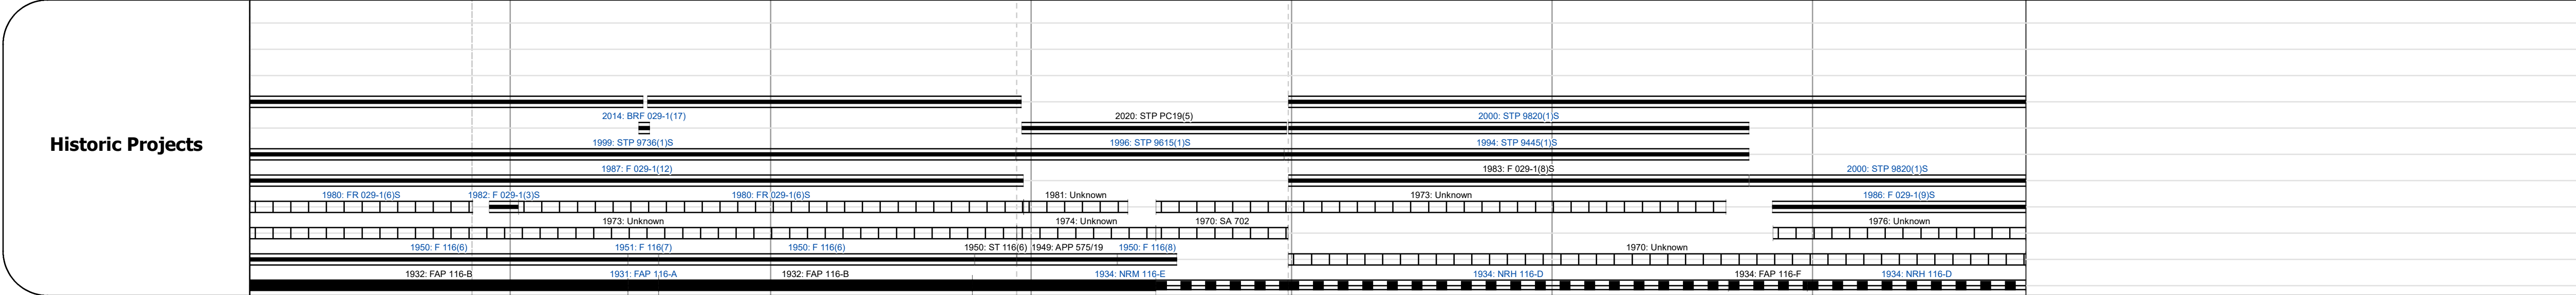 Historic Projects
2014: BRF 029-1(17) 2020: STP PC19(5) 2000: STP 9820(1)S
1999: STP 9736(1)S 1996: STP 9615(1)S 1994: STP 9445(1)S
1987: F 029-1(12) 1983: F 029-1(8)S 2000: STP 9820(1)S
1980: FR 029-1(6)S 1982: F 029-1(3)S 1980: FR 029-1(6)S 1981: Unknown 1973: Unknown 1986: F 029-1(9)S
1973: Unknown 1974: Unknown 1970: SA 702 1976: Unknown
1950: F 116(6) 1951: F 116(7) 1950: F 116(6) 1950: ST 116(6) 1949: APP 575/19 1950: F 116(8) 1970: Unknown
1932: FAP 116-B 1931: FAP 116-A 1932: FAP 116-B 1934: NRM 116-E 1934: NRH 116-D 1934: FAP 116-F 1934: NRH 116-D